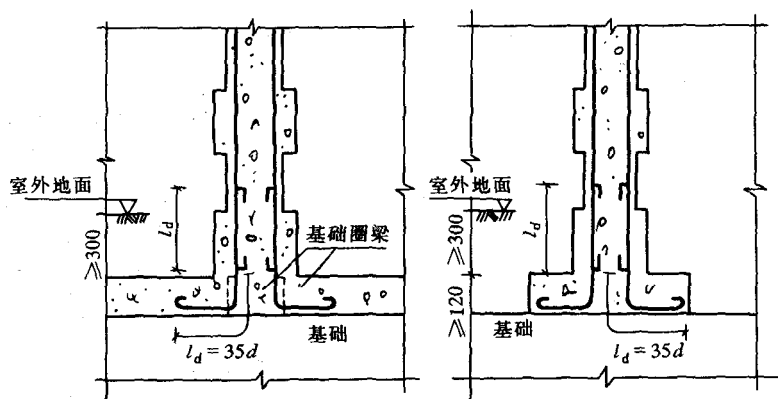 室外地面
≥300
l_d
基础圈梁
基础
l_d = 35d
室外地面
≥300
≥120
l_d
基础
l_d = 35d